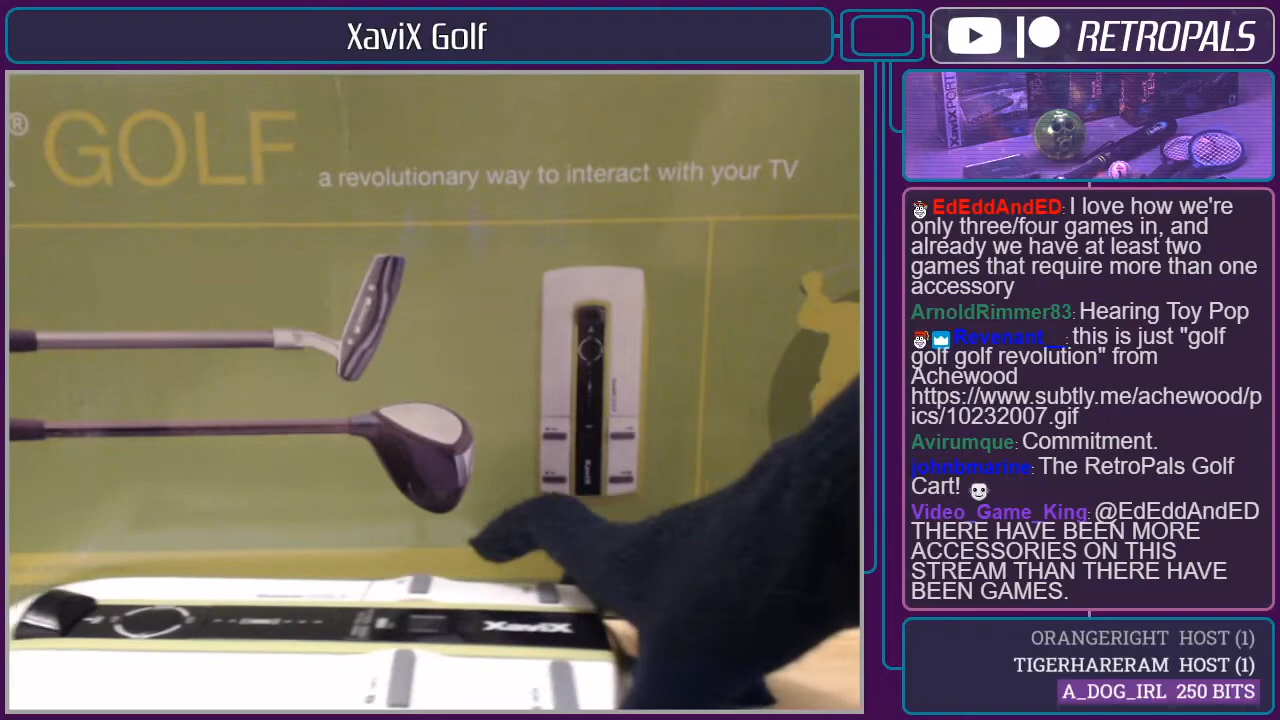 XaviX Golf
RETROPALS
® GOLF
a revolutionary way to interact with your TV
XaviX
EdEddAndED: I love how we're
only three/four games in, and
already we have at least two
games that require more than one
accessory
ArnoldRimmer83: Hearing Toy Pop
Revenant__: this is just "golf
golf golf revolution" from
Achewood
https://www.subtly.me/achewood/p
ics/10232007.gif
Avirumque: Commitment.
johnbmarine: The RetroPals Golf
Cart!
Video_Game_King: @EdEddAndED
THERE HAVE BEEN MORE
ACCESSORIES ON THIS
STREAM THAN THERE HAVE
BEEN GAMES.
ORANGERIGHT HOST (1)
TIGERHARERAM HOST (1)
A_DOG_IRL 250 BITS